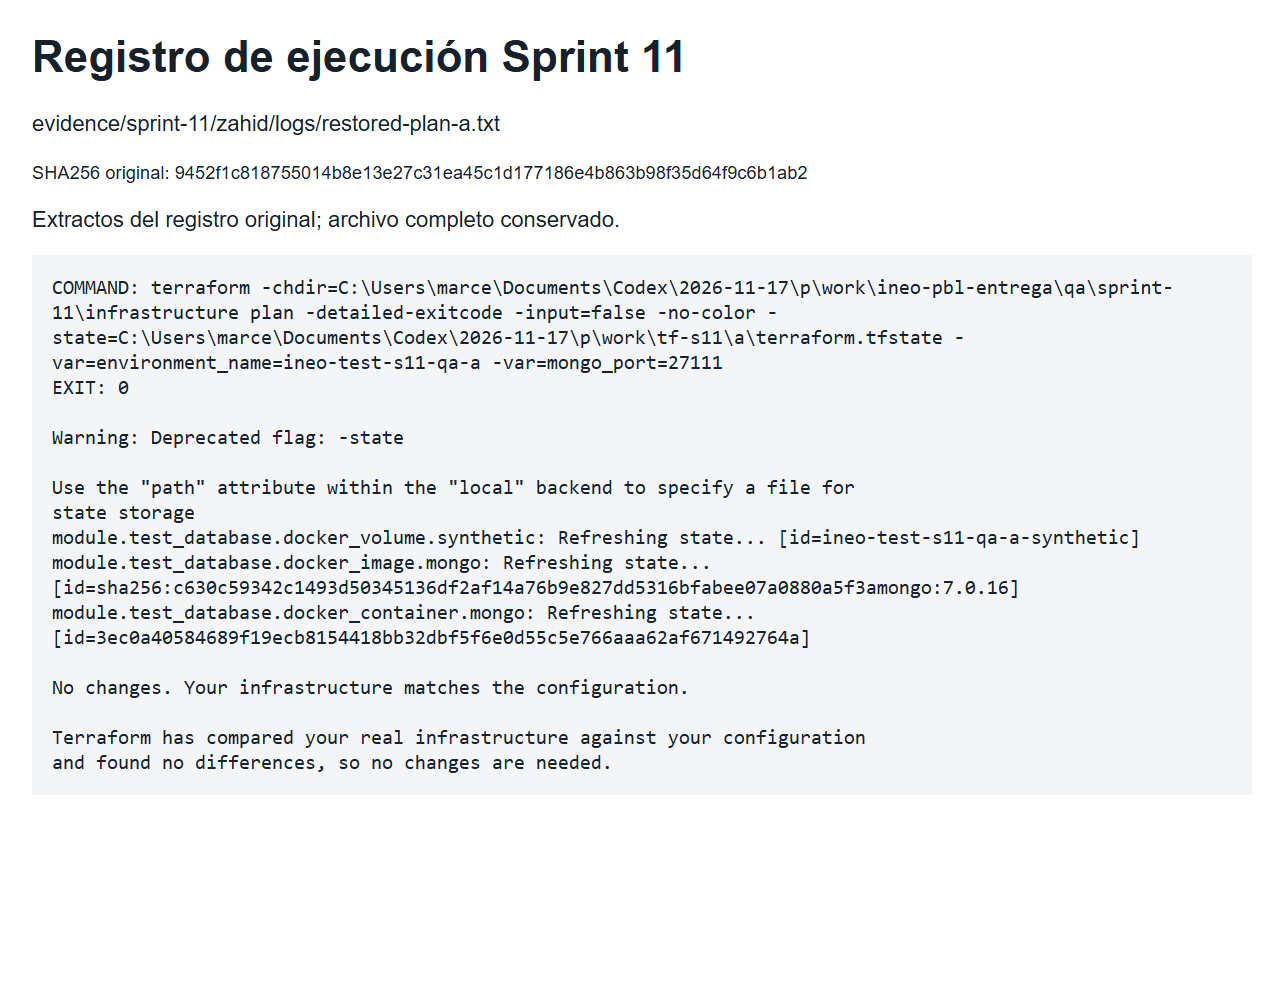 Registro de ejecución Sprint 11
evidence/sprint-11/zahid/logs/restored-plan-a.txt
SHA256 original: 9452f1c818755014b8e13e27c31ea45c1d177186e4b863b98f35d64f9c6b1ab2
Extractos del registro original; archivo completo conservado.
COMMAND: terraform -chdir=C:\Users\marce\Documents\Codex\2026-11-17\p\work\ineo-pbl-entrega\qa\sprint-
11\infrastructure plan -detailed-exitcode -input=false -no-color -
state=C:\Users\marce\Documents\Codex\2026-11-17\p\work\tf-s11\a\terraform.tfstate -
var=environment_name=ineo-test-s11-qa-a -var=mongo_port=27111
EXIT: 0
Warning: Deprecated flag: -state
Use the "path" attribute within the "local" backend to specify a file for
state storage
module.test_database.docker_volume.synthetic: Refreshing state... [id=ineo-test-s11-qa-a-synthetic]
module.test_database.docker_image.mongo: Refreshing state...
[id=sha256:c630c59342c1493d50345136df2af14a76b9e827dd5316bfabee07a0880a5f3amongo:7.0.16]
module.test_database.docker_container.mongo: Refreshing state...
[id=3ec0a40584689f19ecb8154418bb32dbf5f6e0d55c5e766aaa62af671492764a]
No changes. Your infrastructure matches the configuration.
Terraform has compared your real infrastructure against your configuration
and found no differences, so no changes are needed.